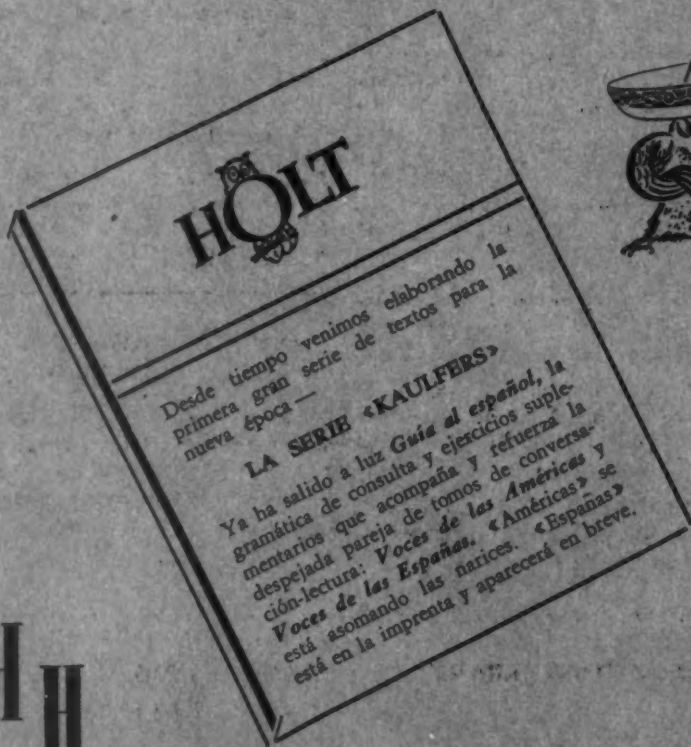 HOLT
Desde tiempo venimos elaborando la
primera gran serie de textos para la
nueva época —
LA SERIE «KAULFERS»
Ya ha salido a luz Guía al español, la
gramática de consulta y ejercicios suple-
mentarios que acompaña y refuerza la
despejada pareja de tomos de conversa-
ción-lectura: Voces de las Américas y
Voces de las Españas. «Américas» se
está asomando las narices. «Españas»
está en la imprenta y aparecerá en breve.
H
H